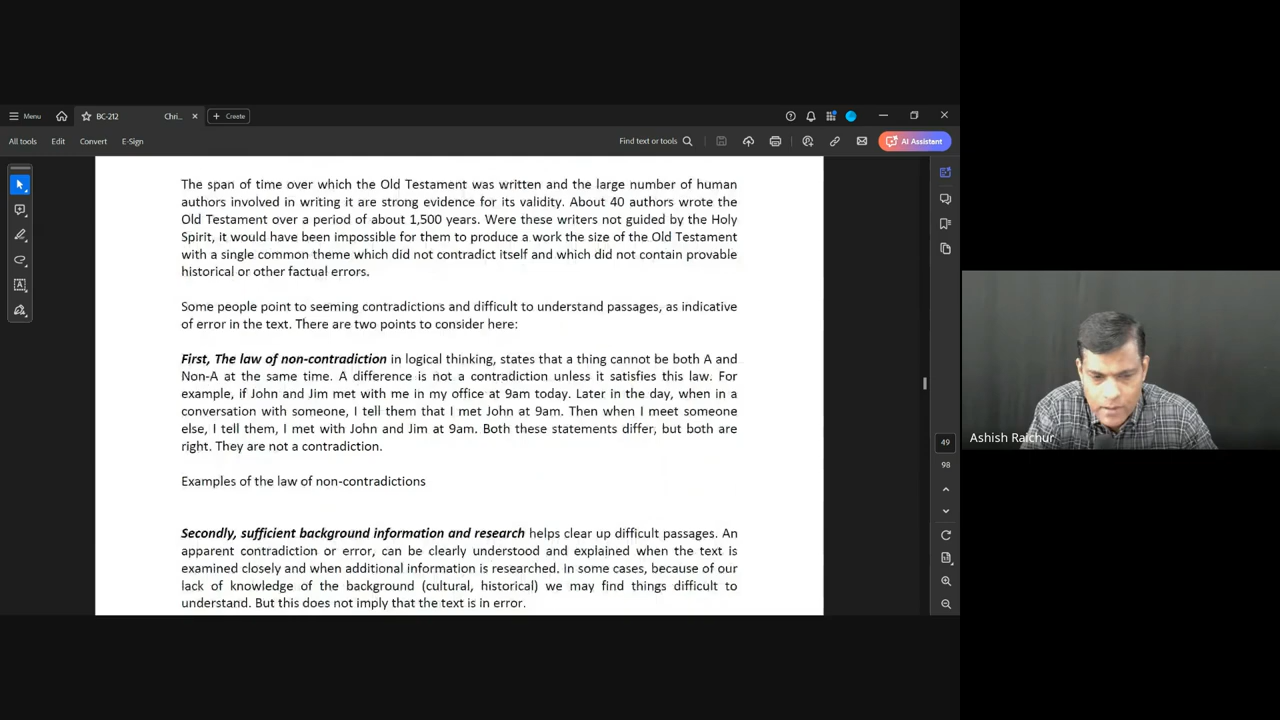 Menu
BC-212
Chri...
Create
All tools
Edit
Convert
E-Sign
Find text or tools
AI Assistant
The span of time over which the Old Testament was written and the large number of human
authors involved in writing it are strong evidence for its validity. About 40 authors wrote the
Old Testament over a period of about 1,500 years. Were these writers not guided by the Holy
Spirit, it would have been impossible for them to produce a work the size of the Old Testament
with a single common theme which did not contradict itself and which did not contain provable
historical or other factual errors.
Some people point to seeming contradictions and difficult to understand passages, as indicative
of error in the text. There are two points to consider here:
First, The law of non-contradiction in logical thinking, states that a thing cannot be both A and
Non-A at the same time. A difference is not a contradiction unless it satisfies this law. For
example, if John and Jim met with me in my office at 9am today. Later in the day, when in a
conversation with someone, I tell them that I met John at 9am. Then when I meet someone
else, I tell them, I met with John and Jim at 9am. Both these statements differ, but both are
right. They are not a contradiction.
Examples of the law of non-contradictions
Secondly, sufficient background information and research helps clear up difficult passages. An
apparent contradiction or error, can be clearly understood and explained when the text is
examined closely and when additional information is researched. In some cases, because of our
lack of knowledge of the background (cultural, historical) we may find things difficult to
understand. But this does not imply that the text is in error.
49
98
Ashish Raichur